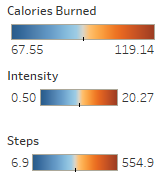 Calories Burned
67.55 119.14
Intensity
0.50 20.27
Steps
6.9 554.9